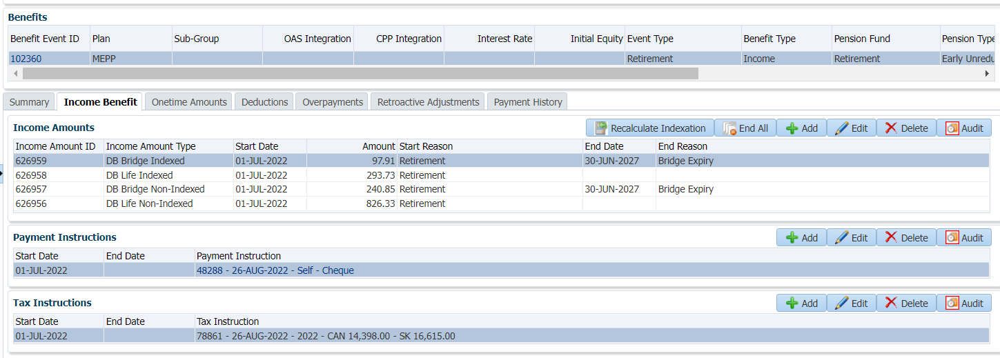 Benefits
Benefit Event ID Plan Sub-Group OAS Integration CPP Integration Interest Rate Initial Equity Event Type Benefit Type Pension Fund Pension Type
102360 MEPP Retirement Income Retirement Early Unredu
Summary Income Benefit Onetime Amounts Deductions Overpayments Retroactive Adjustments Payment History
Income Amounts Recalculate Indexation End All Add Edit Delete Audit
Income Amount ID Income Amount Type Start Date Amount Start Reason End Date End Reason
626959 DB Bridge Indexed 01-JUL-2022 97.91 Retirement 30-JUN-2027 Bridge Expiry
626958 DB Life Indexed 01-JUL-2022 293.73 Retirement
626957 DB Bridge Non-Indexed 01-JUL-2022 240.85 Retirement 30-JUN-2027 Bridge Expiry
626956 DB Life Non-Indexed 01-JUL-2022 826.33 Retirement
Payment Instructions Add Edit Delete Audit
Start Date End Date Payment Instruction
01-JUL-2022 48288 - 26-AUG-2022 - Self - Cheque
Tax Instructions Add Edit Delete Audit
Start Date End Date Tax Instruction
01-JUL-2022 78861 - 26-AUG-2022 - 2022 - CAN 14,398.00 - SK 16,615.00